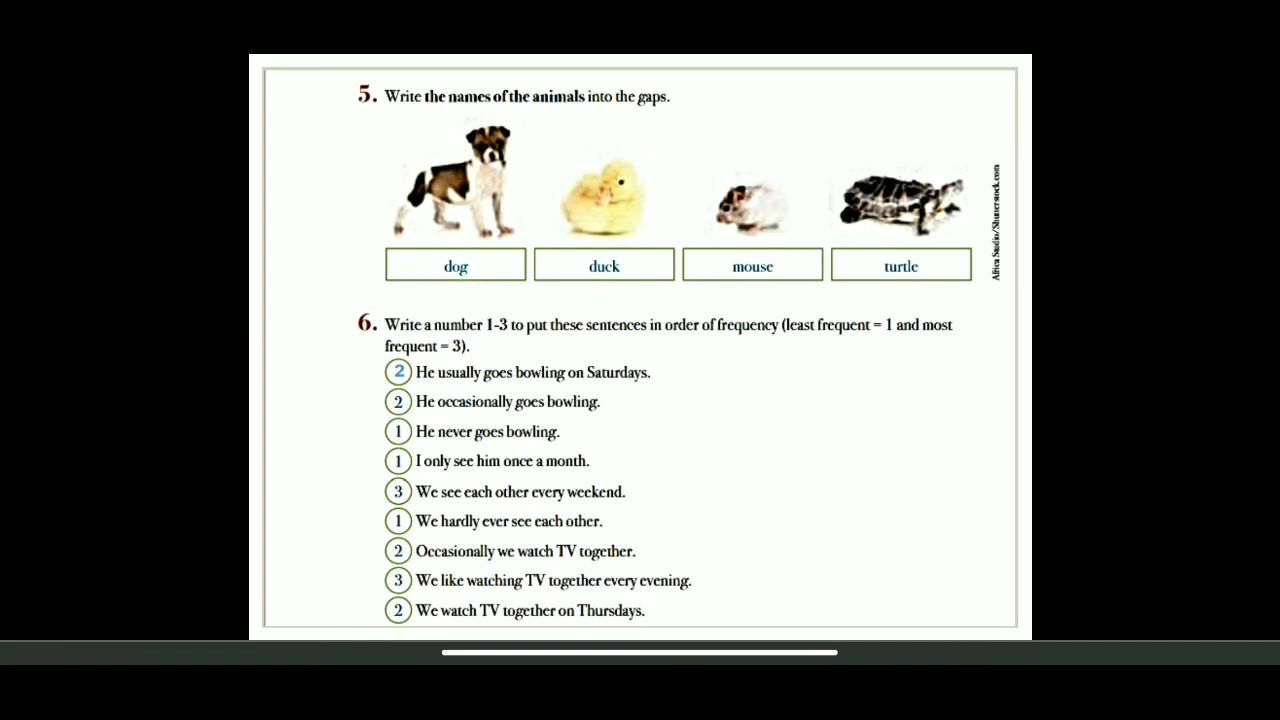 5. Write the names of the animals into the gaps.
dog duck mouse turtle
Africa Studio/Shutterstock.com
6. Write a number 1-3 to put these sentences in order of frequency (least frequent = 1 and most
frequent = 3).
2 He usually goes bowling on Saturdays.
2 He occasionally goes bowling.
1 He never goes bowling.
1 I only see him once a month.
3 We see each other every weekend.
1 We hardly ever see each other.
2 Occasionally we watch TV together.
3 We like watching TV together every evening.
2 We watch TV together on Thursdays.